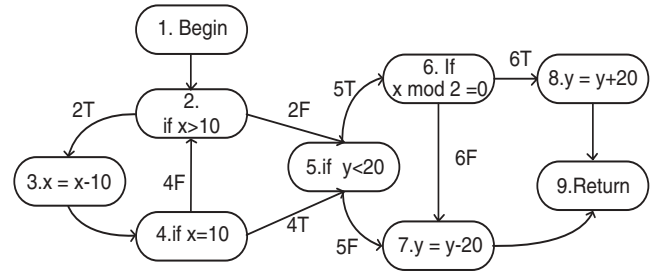 1. Begin
2.
if x>10
2T
2F
3.x = x-10
4F
4.if x=10
4T
5.if y<20
5T
5F
6. If
x mod 2 =0
6T
6F
8.y = y+20
9.Return
7.y = y-20